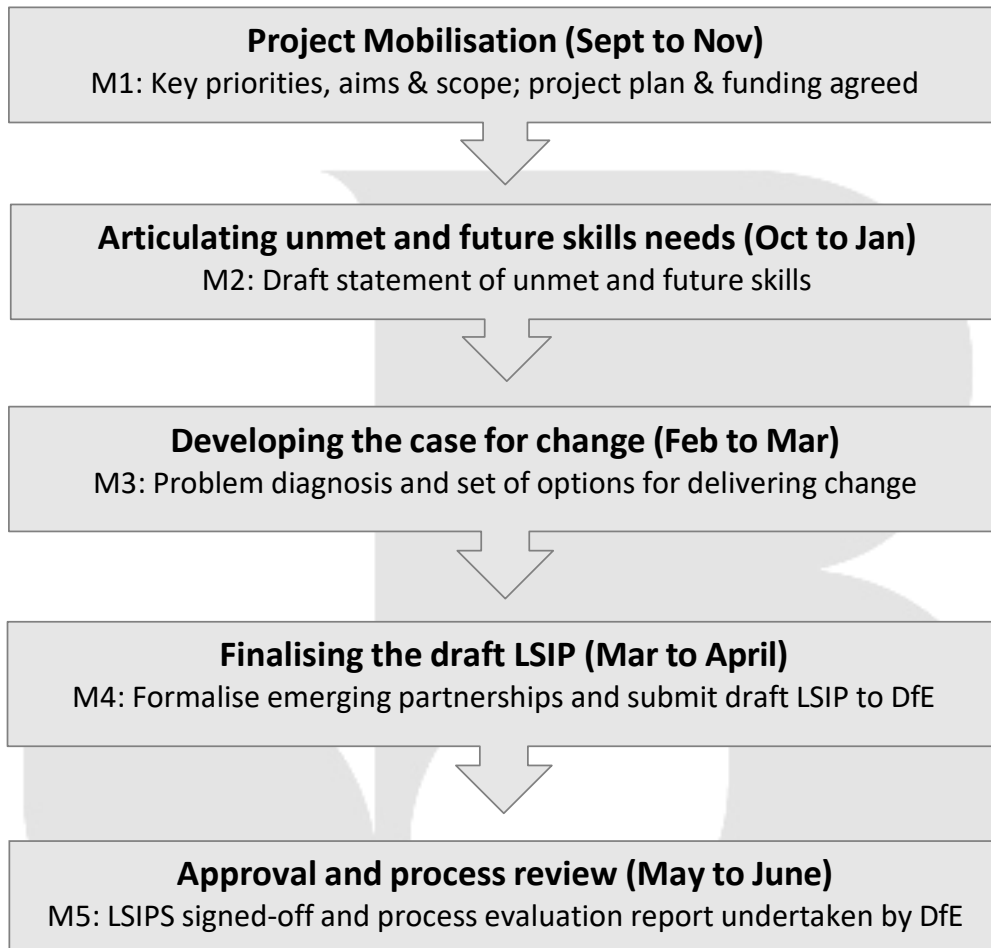 Project Mobilisation (Sept to Nov)
M1: Key priorities, aims & scope; project plan & funding agreed
Articulating unmet and future skills needs (Oct to Jan)
M2: Draft statement of unmet and future skills
Developing the case for change (Feb to Mar)
M3: Problem diagnosis and set of options for delivering change
Finalising the draft LSIP (Mar to April)
M4: Formalise emerging partnerships and submit draft LSIP to DfE
Approval and process review (May to June)
M5: LSIPS signed-off and process evaluation report undertaken by DfE